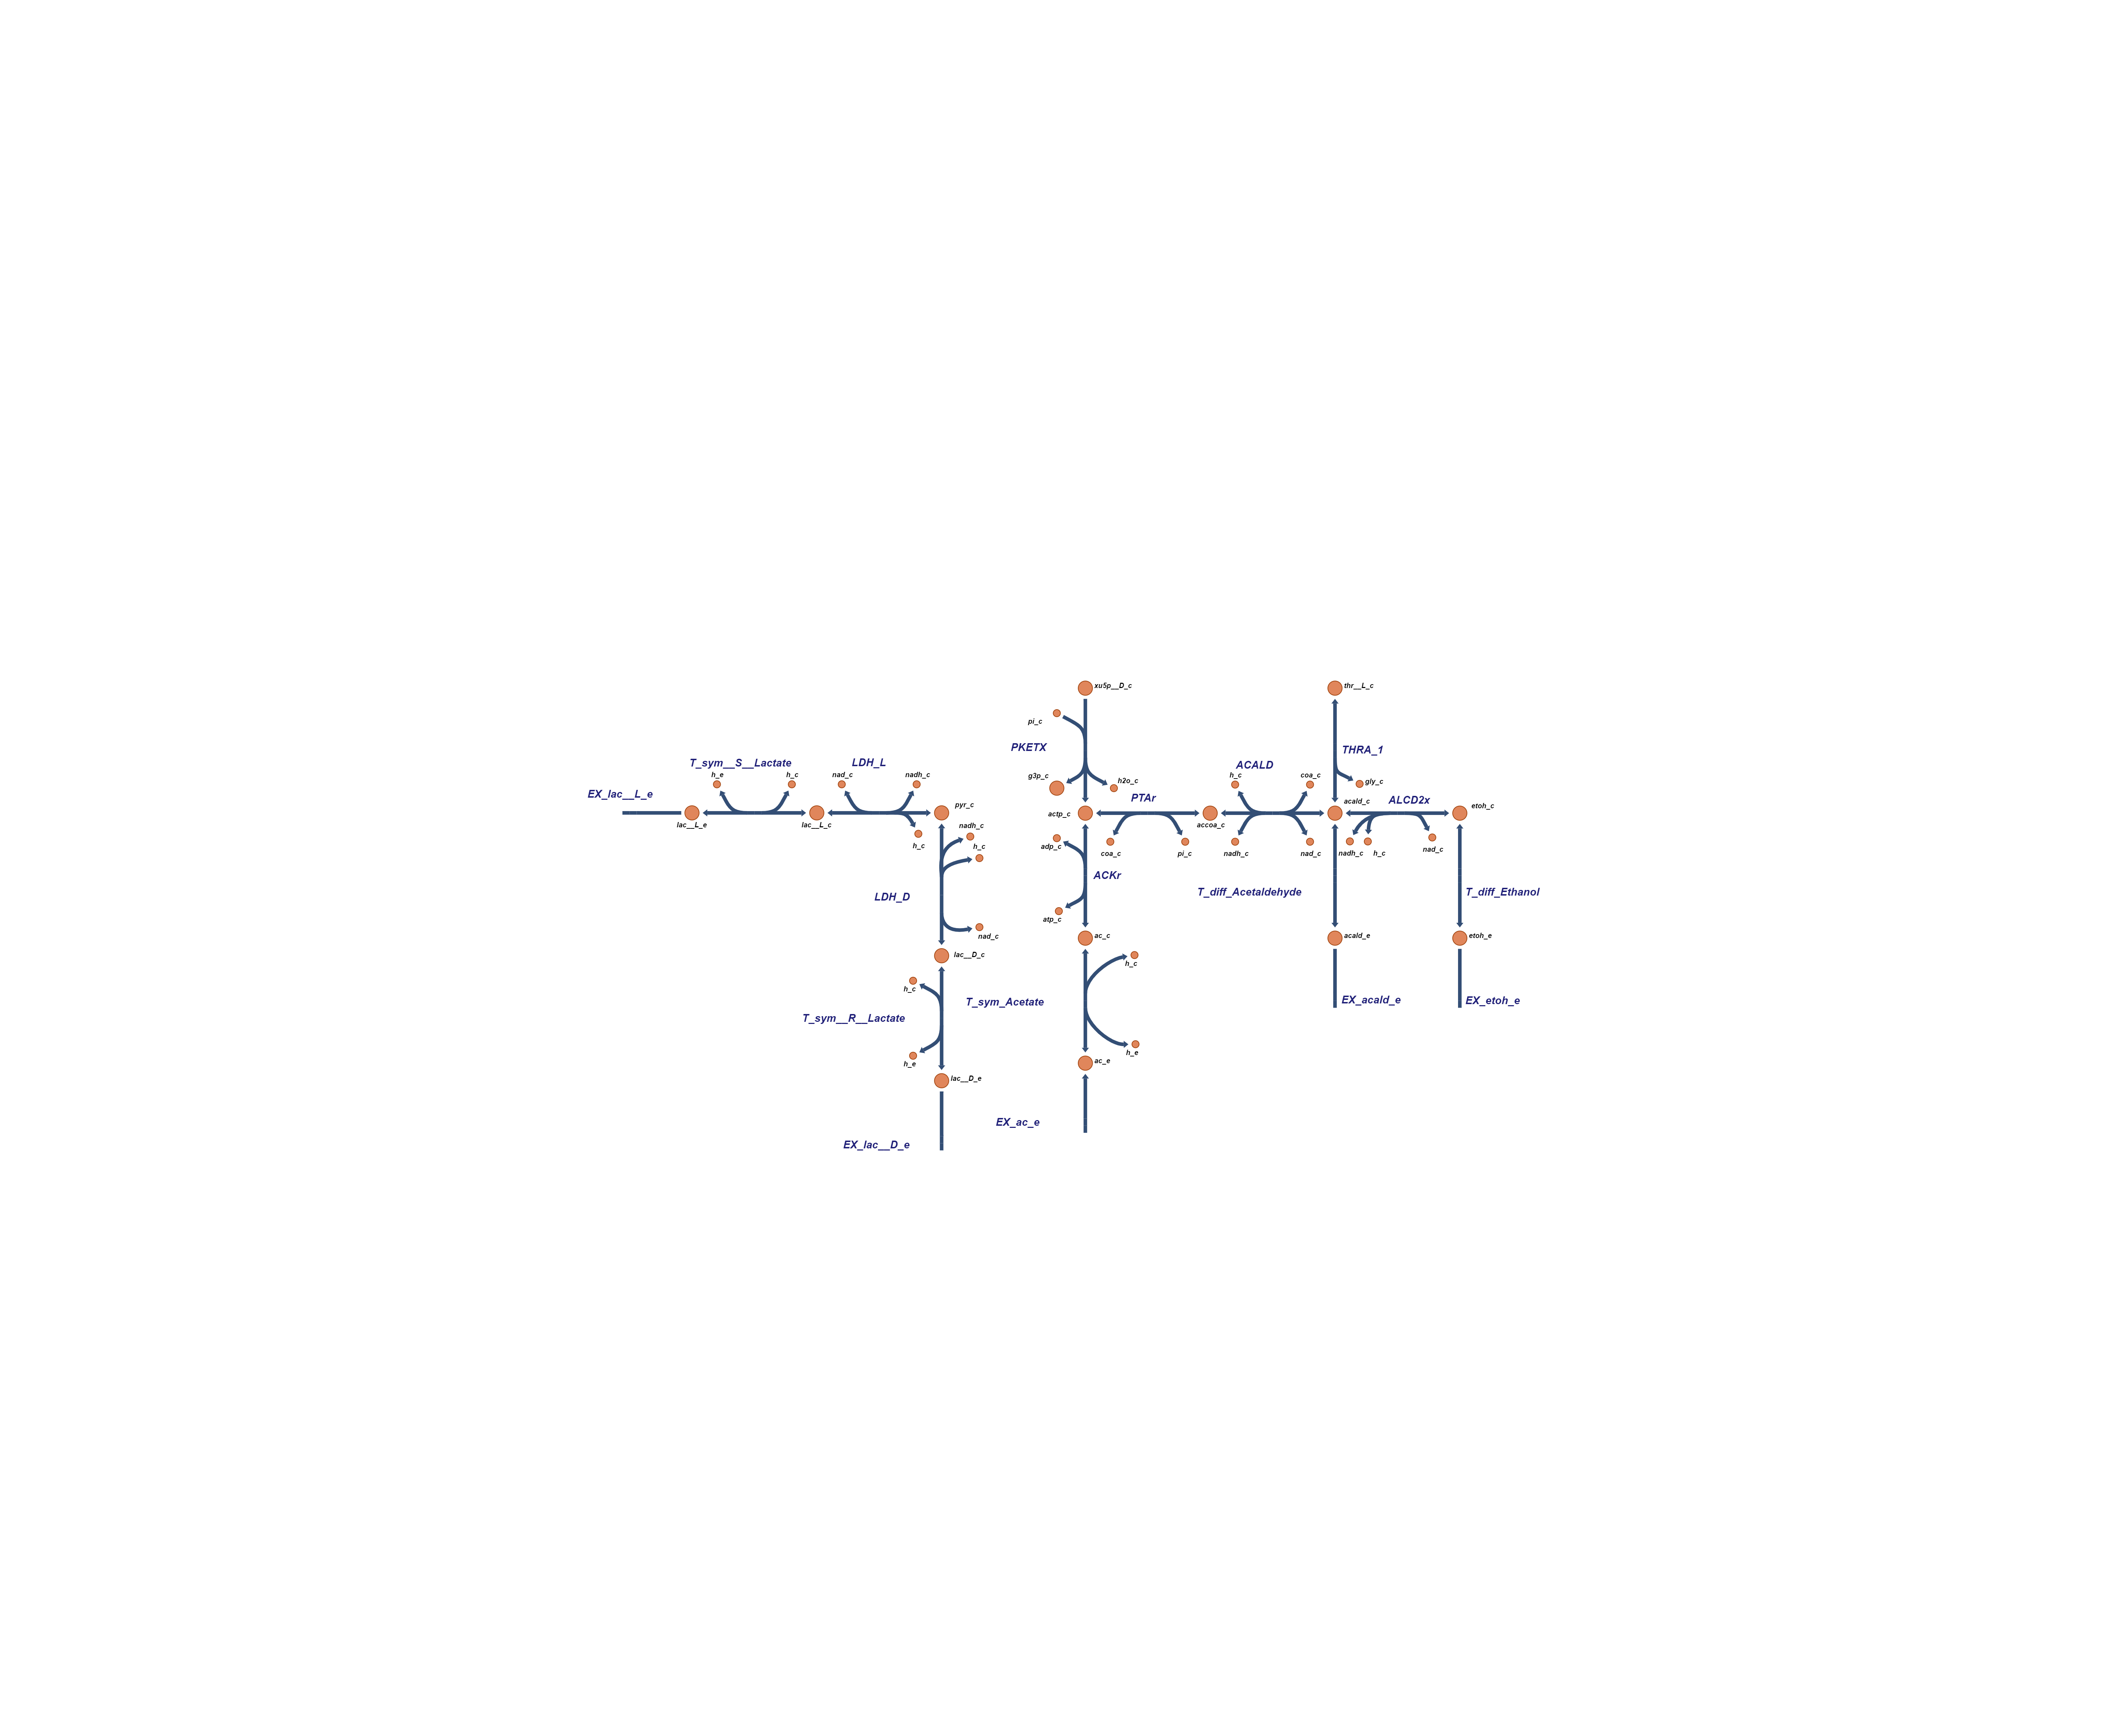 xu5p__D_c
thr__L_c
pi_c
PKETX
THRA_1
T_sym__S__Lactate
LDH_L
ACALD
h_e
h_c
nad_c
nadh_c
g3p_c
h2o_c
h_c
coa_c
gly_c
EX_lac__L_e
PTAr
acald_c
ALCD2x
pyr_c
etoh_c
actp_c
lac__L_e
lac__L_c
nadh_c
accoa_c
h_c
h_c
adp_c
coa_c
pi_c
nadh_c
nad_c
nadh_c
h_c
nad_c
ACKr
LDH_D
T_diff_Acetaldehyde
T_diff_Ethanol
atp_c
nad_c
ac_c
acald_e
etoh_e
lac__D_c
h_c
h_c
T_sym_Acetate
EX_acald_e
EX_etoh_e
T_sym__R__Lactate
h_e
h_e
ac_e
lac__D_e
EX_ac_e
EX_lac__D_e